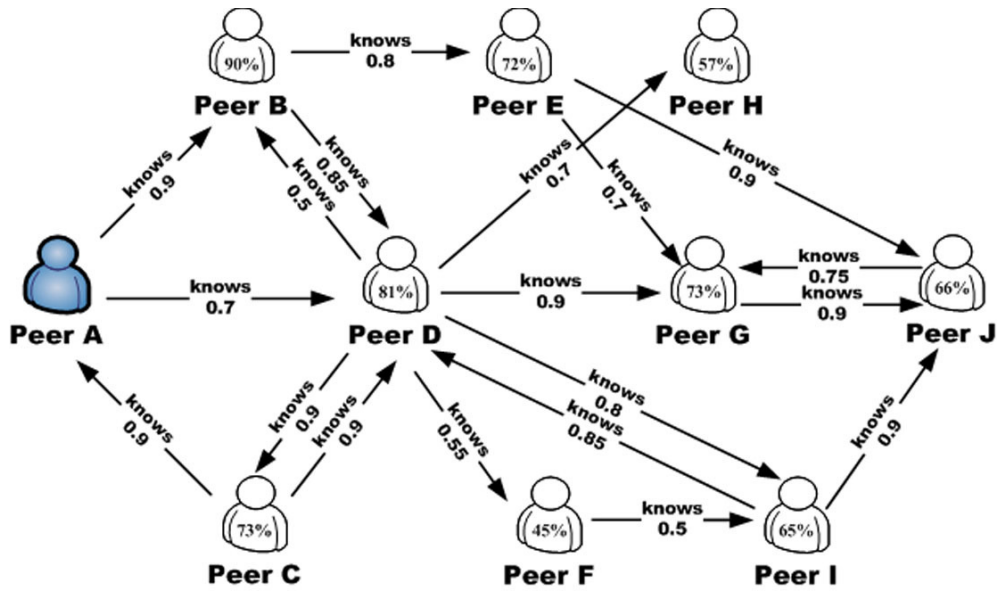 90%
Peer B
knows
0.8
72%
Peer E
57%
Peer H
knows
0.9
knows
0.85
knows
0.5
knows
0.7
knows
0.7
knows
0.9
Peer A
knows
0.7
81%
Peer D
knows
0.9
73%
Peer G
knows
0.75
knows
0.9
66%
Peer J
knows
0.9
knows
0.9
knows
0.9
knows
0.55
knows
0.8
knows
0.85
knows
0.9
73%
Peer C
45%
Peer F
knows
0.5
65%
Peer I